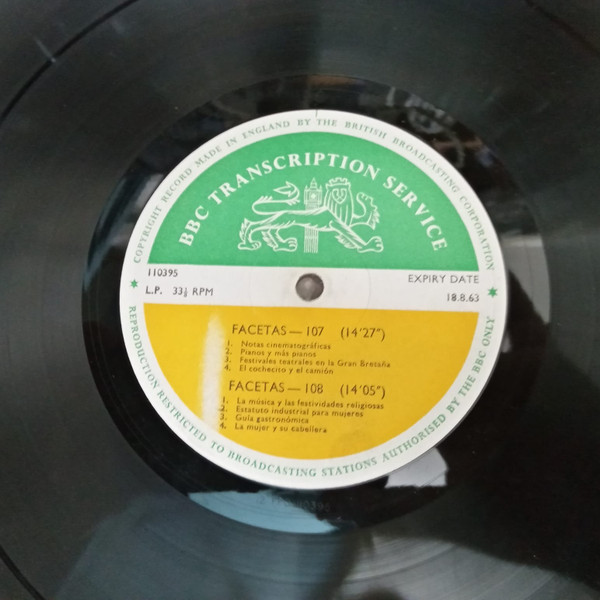 COPYRIGHT RECORD MADE IN ENGLAND BY THE BRITISH BROADCASTING CORPORATION
BBC TRANSCRIPTION SERVICE
110395
EXPIRY DATE
L.P. 33⅓ RPM
18.8.63
FACETAS — 107 (14'27")
1. Notas cinematográficas
2. Pianos y más pianos
3. Festivales teatrales en la Gran Bretaña
4. El cochecito y el camión
FACETAS — 108 (14'05")
1. La música y las festividades religiosas
2. Estatuto industrial para mujeres
3. Guía gastronómica
4. La mujer y su cabellera
REPRODUCTION RESTRICTED TO BROADCASTING STATIONS AUTHORISED BY THE BBC ONLY